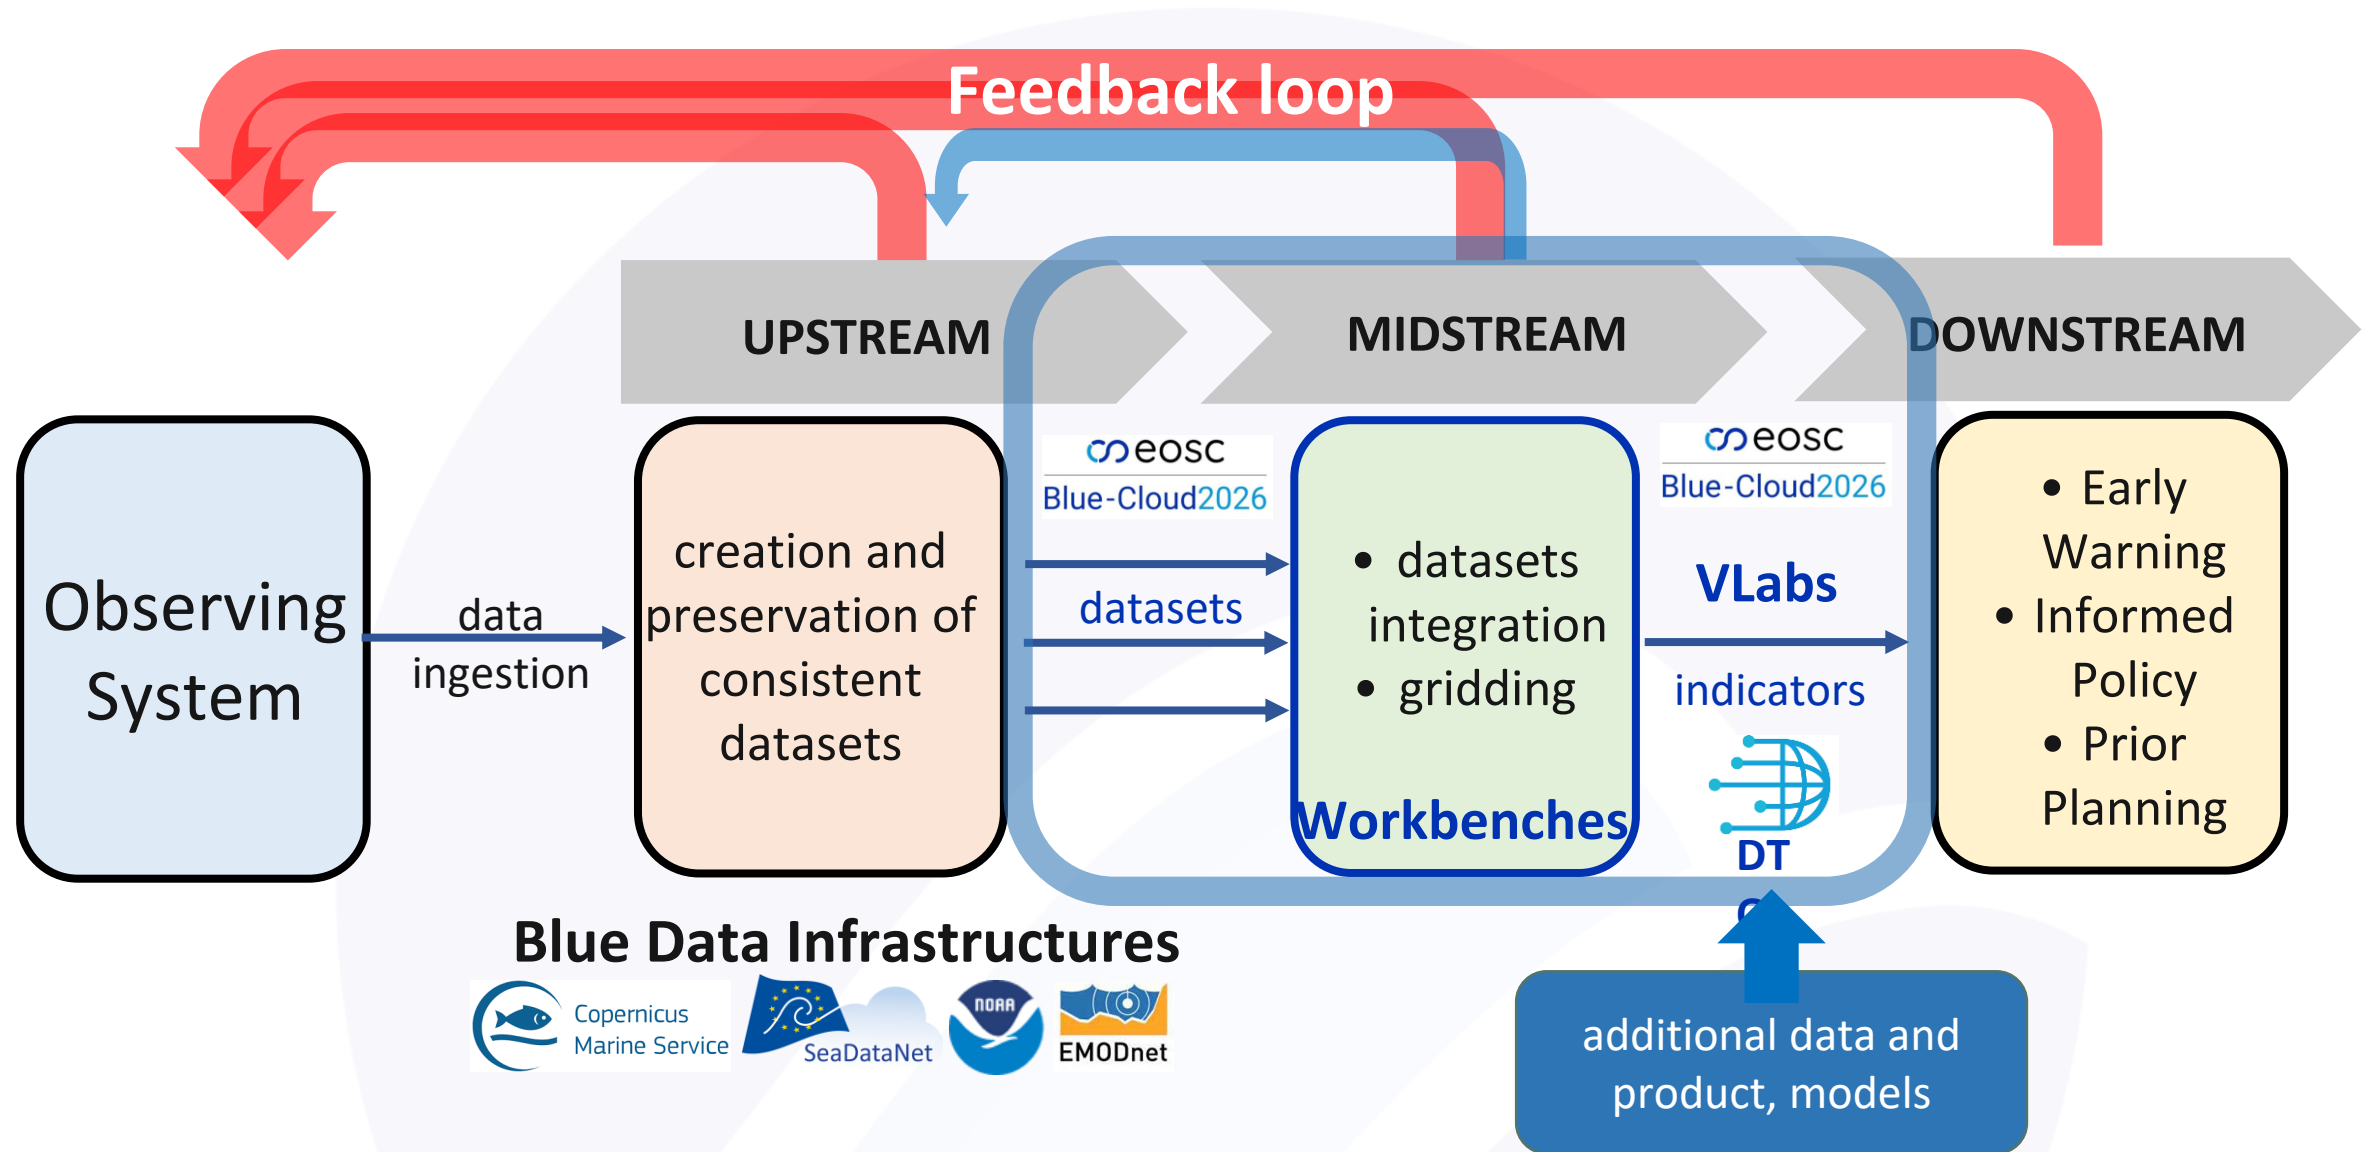 Feedback loop
UPSTREAM
MIDSTREAM
DOWNSTREAM
Observing
System
data
ingestion
creation and
preservation of
consistent
datasets
eosc
Blue-Cloud2026
datasets
• datasets
integration
• gridding
Workbenches
eosc
Blue-Cloud2026
VLabs
indicators
DT
• Early
Warning
• Informed
Policy
• Prior
Planning
Blue Data Infrastructures
Copernicus
Marine Service
SeaDataNet
NOAA
EMODnet
additional data and
product, models